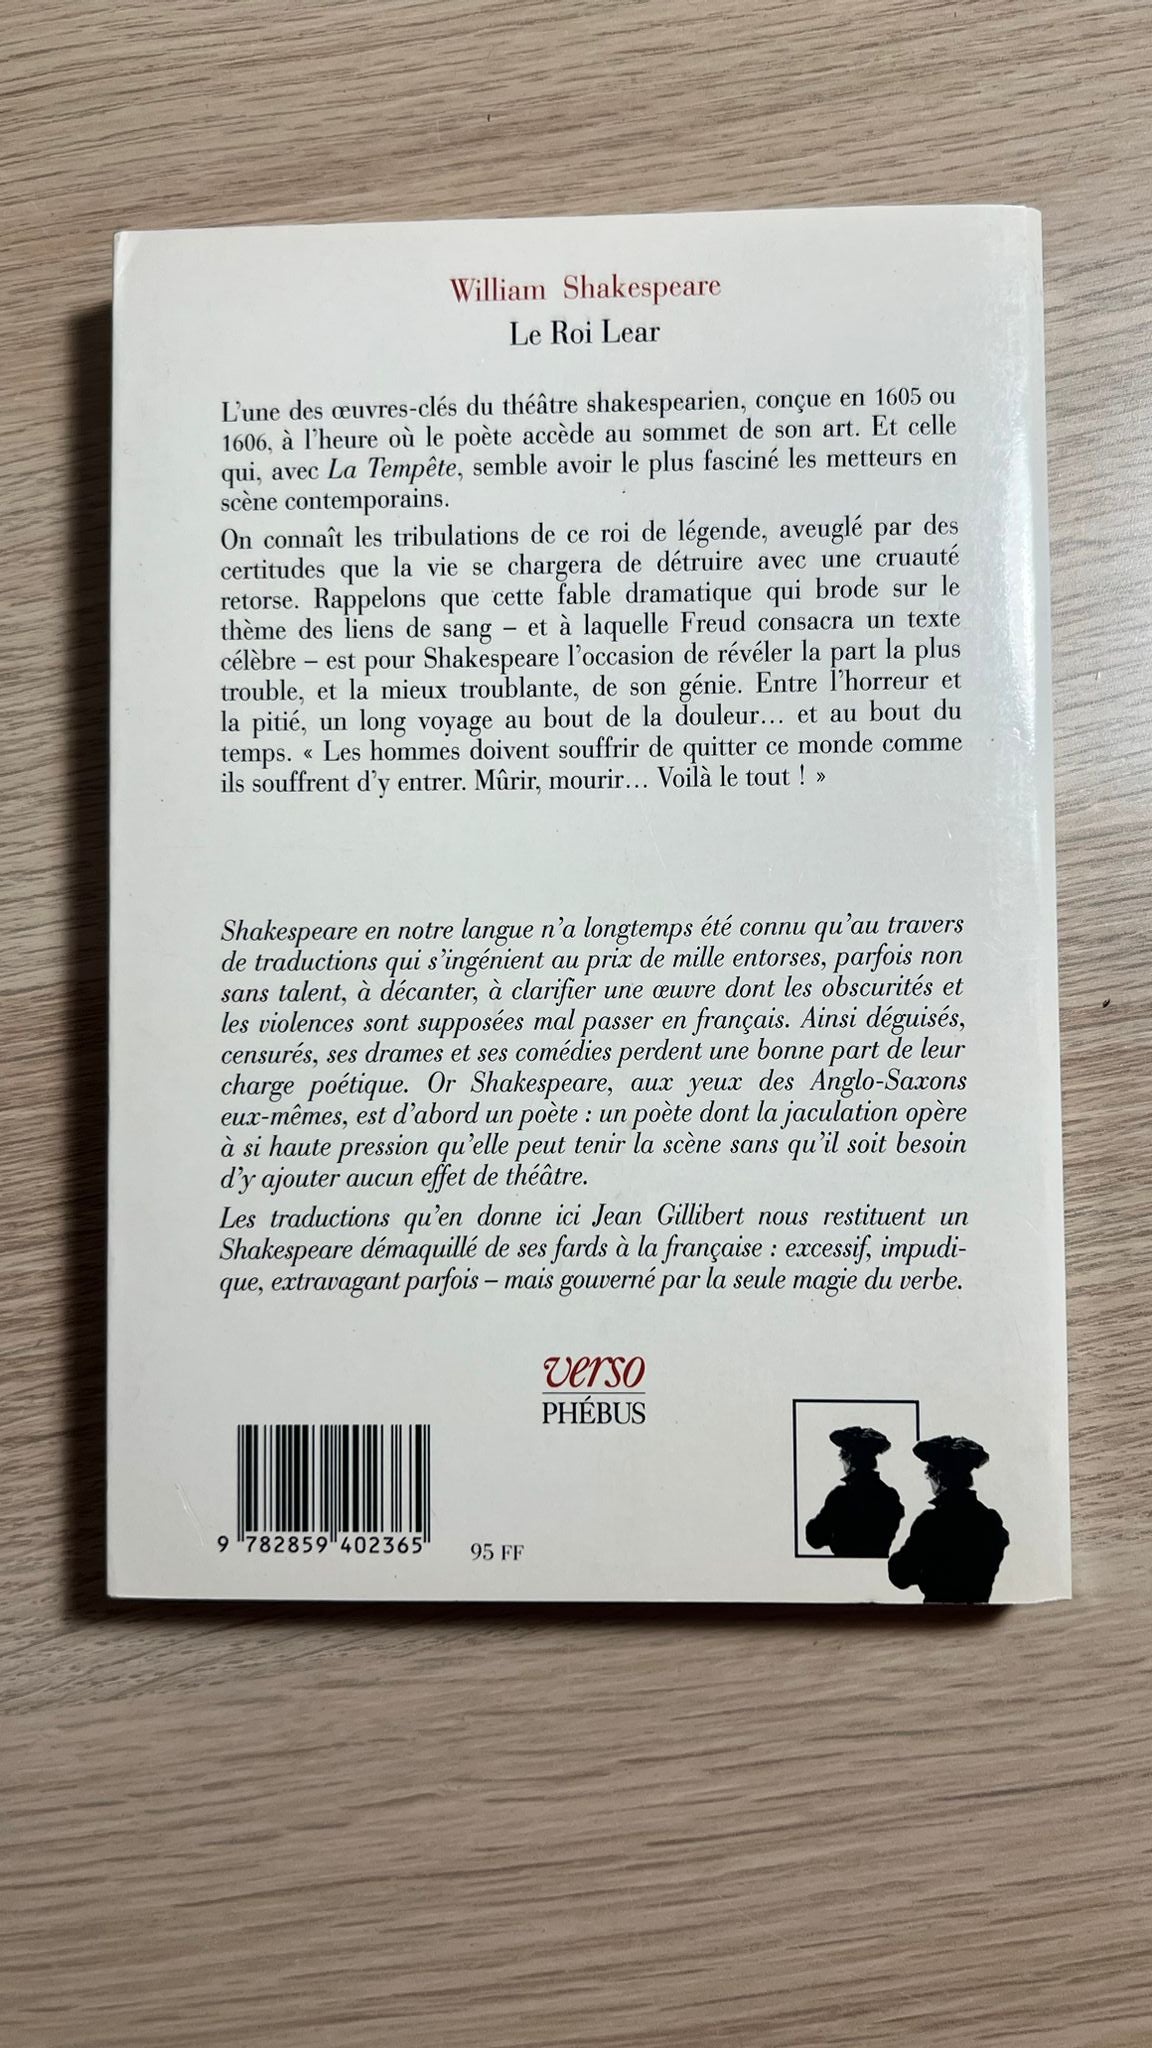 William Shakespeare
Le Roi Lear
L'une des œuvres-clés du théâtre shakespearien, conçue en 1605 ou
1606, à l'heure où le poète accède au sommet de son art. Et celle
qui, avec La Tempête, semble avoir le plus fasciné les metteurs en
scène contemporains.
On connaît les tribulations de ce roi de légende, aveuglé par des
certitudes que la vie se chargera de détruire avec une cruauté
retorse. Rappelons que cette fable dramatique qui brode sur le
thème des liens de sang – et à laquelle Freud consacra un texte
célèbre – est pour Shakespeare l'occasion de révéler la part la plus
trouble, et la mieux troublante, de son génie. Entre l'horreur et
la pitié, un long voyage au bout de la douleur... et au bout du
temps. « Les hommes doivent souffrir de quitter ce monde comme
ils souffrent d'y entrer. Mûrir, mourir... Voilà le tout ! »
Shakespeare en notre langue n'a longtemps été connu qu'au travers
de traductions qui s'ingénient au prix de mille entorses, parfois non
sans talent, à décanter, à clarifier une œuvre dont les obscurités et
les violences sont supposées mal passer en français. Ainsi déguisés,
censurés, ses drames et ses comédies perdent une bonne part de leur
charge poétique. Or Shakespeare, aux yeux des Anglo-Saxons
eux-mêmes, est d'abord un poète : un poète dont la jaculation opère
à si haute pression qu'elle peut tenir la scène sans qu'il soit besoin
d'y ajouter aucun effet de théâtre.
Les traductions qu'en donne ici Jean Gillibert nous restituent un
Shakespeare démaquillé de ses fards à la française : excessif, impudi-
que, extravagant parfois – mais gouverné par la seule magie du verbe.
verso
PHÉBUS
9 782859 402365
95 FF